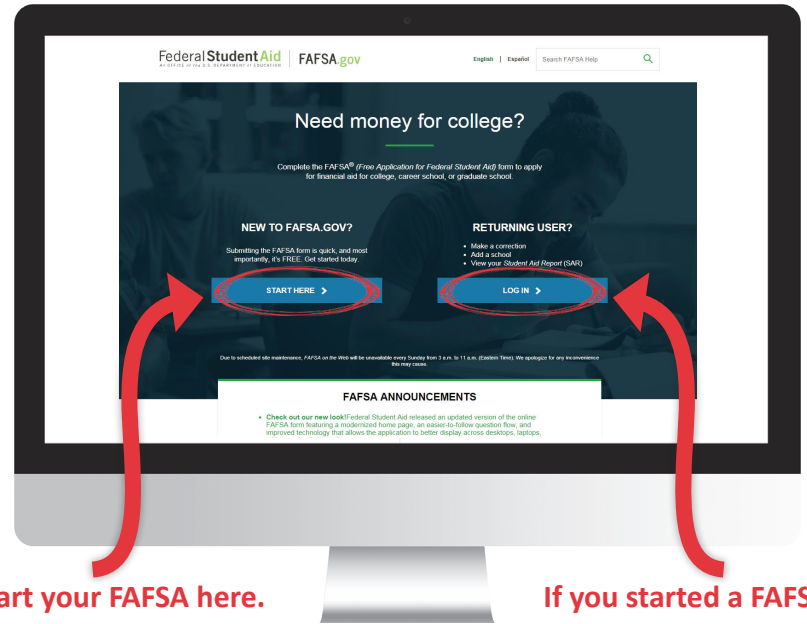 Federal Student Aid | FAFSA.gov
An OFFICE of the U.S. DEPARTMENT of EDUCATION
English | Español
Search FAFSA Help
Need money for college?
Complete the FAFSA® (Free Application for Federal Student Aid) form to apply
for financial aid for college, career school, or graduate school.
NEW TO FAFSA.GOV?
Submitting the FAFSA form is quick, and most
importantly, it's FREE. Get started today.
START HERE
RETURNING USER?
• Make a correction
• Add a school
• View your Student Aid Report (SAR)
LOG IN
Due to scheduled site maintenance, FAFSA on the Web will be unavailable every Sunday from 3 a.m. to 11 a.m. (Eastern Time). We apologize for any inconvenience
this may cause.
FAFSA ANNOUNCEMENTS
• Check out our new look!Federal Student Aid released an updated version of the online
FAFSA form featuring a modernized home page, an easier-to-follow question flow, and
improved technology that allows the application to better display across desktops, laptops,
art your FAFSA here.
If you started a FAFS